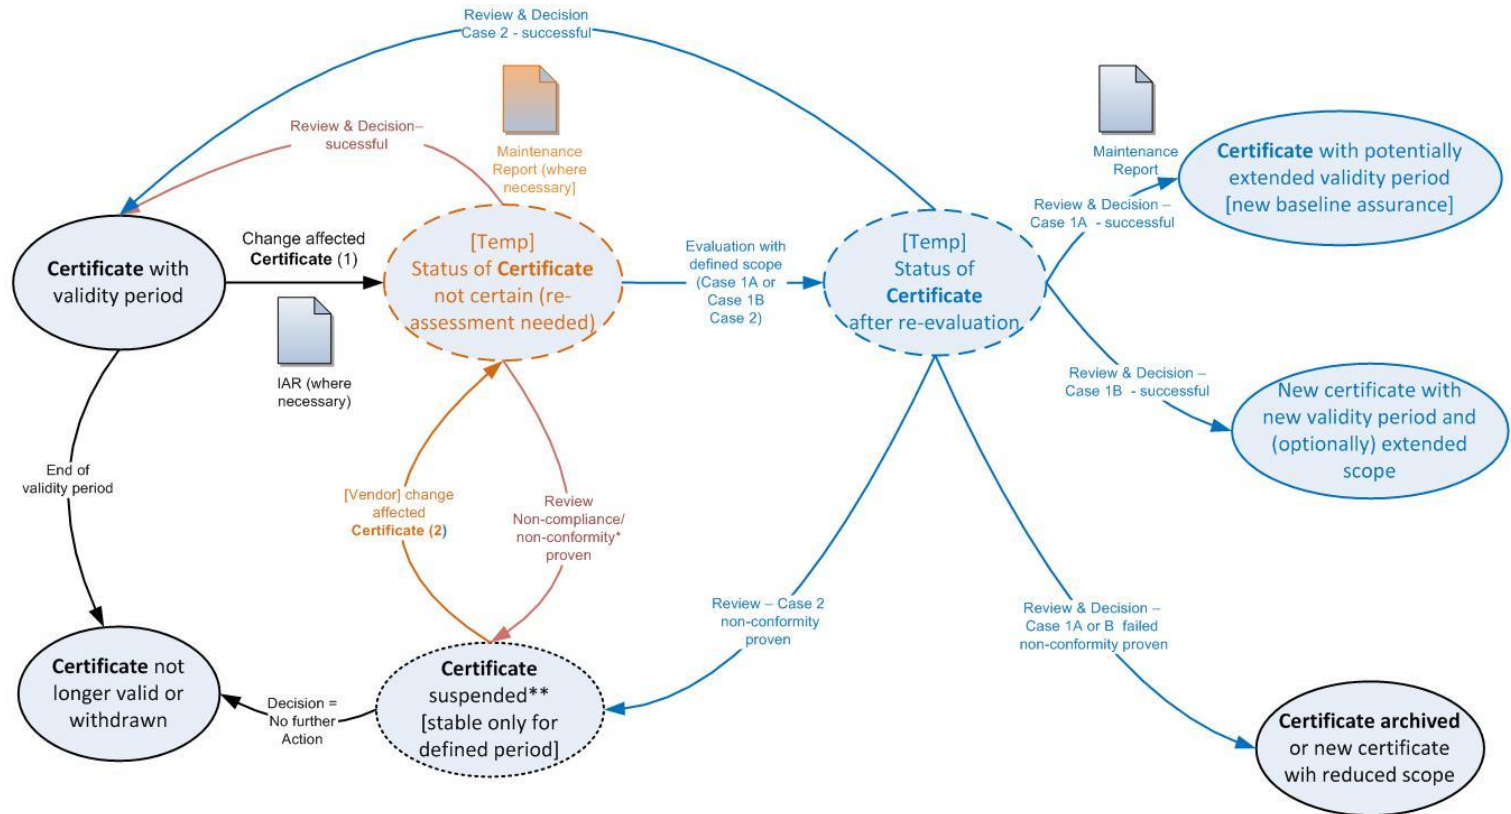 Review & Decision
Case 2 - successful
Review & Decision–
sucessful
Maintenance
Report (where
necessary]
Maintenance
Report
Certificate with potentially
extended validity period
[new baseline assurance]
Review & Decision –
Case 1A - successful
Certificate with
validity period
Change affected
Certificate (1)
IAR (where
necessary)
[Temp]
Status of Certificate
not certain (re-
assessment needed)
Evaluation with
defined scope
(Case 1A or
Case 1B
Case 2)
[Temp]
Status of
Certificate
after re-evaluation
Review & Decision –
Case 1B - successful
New certificate with
new validity period and
(optionally) extended
scope
End of
validity period
[Vendor] change
affected
Certificate (2)
Review
Non-compliance/
non-conformity*
proven
Review – Case 2
non-conformity
proven
Review & Decision –
Case 1A or B failed
non-conformity proven
Certificate not
longer valid or
withdrawn
Decision =
No further
Action
Certificate
suspended**
[stable only for
defined period]
Certificate archived
or new certificate
wih reduced scope